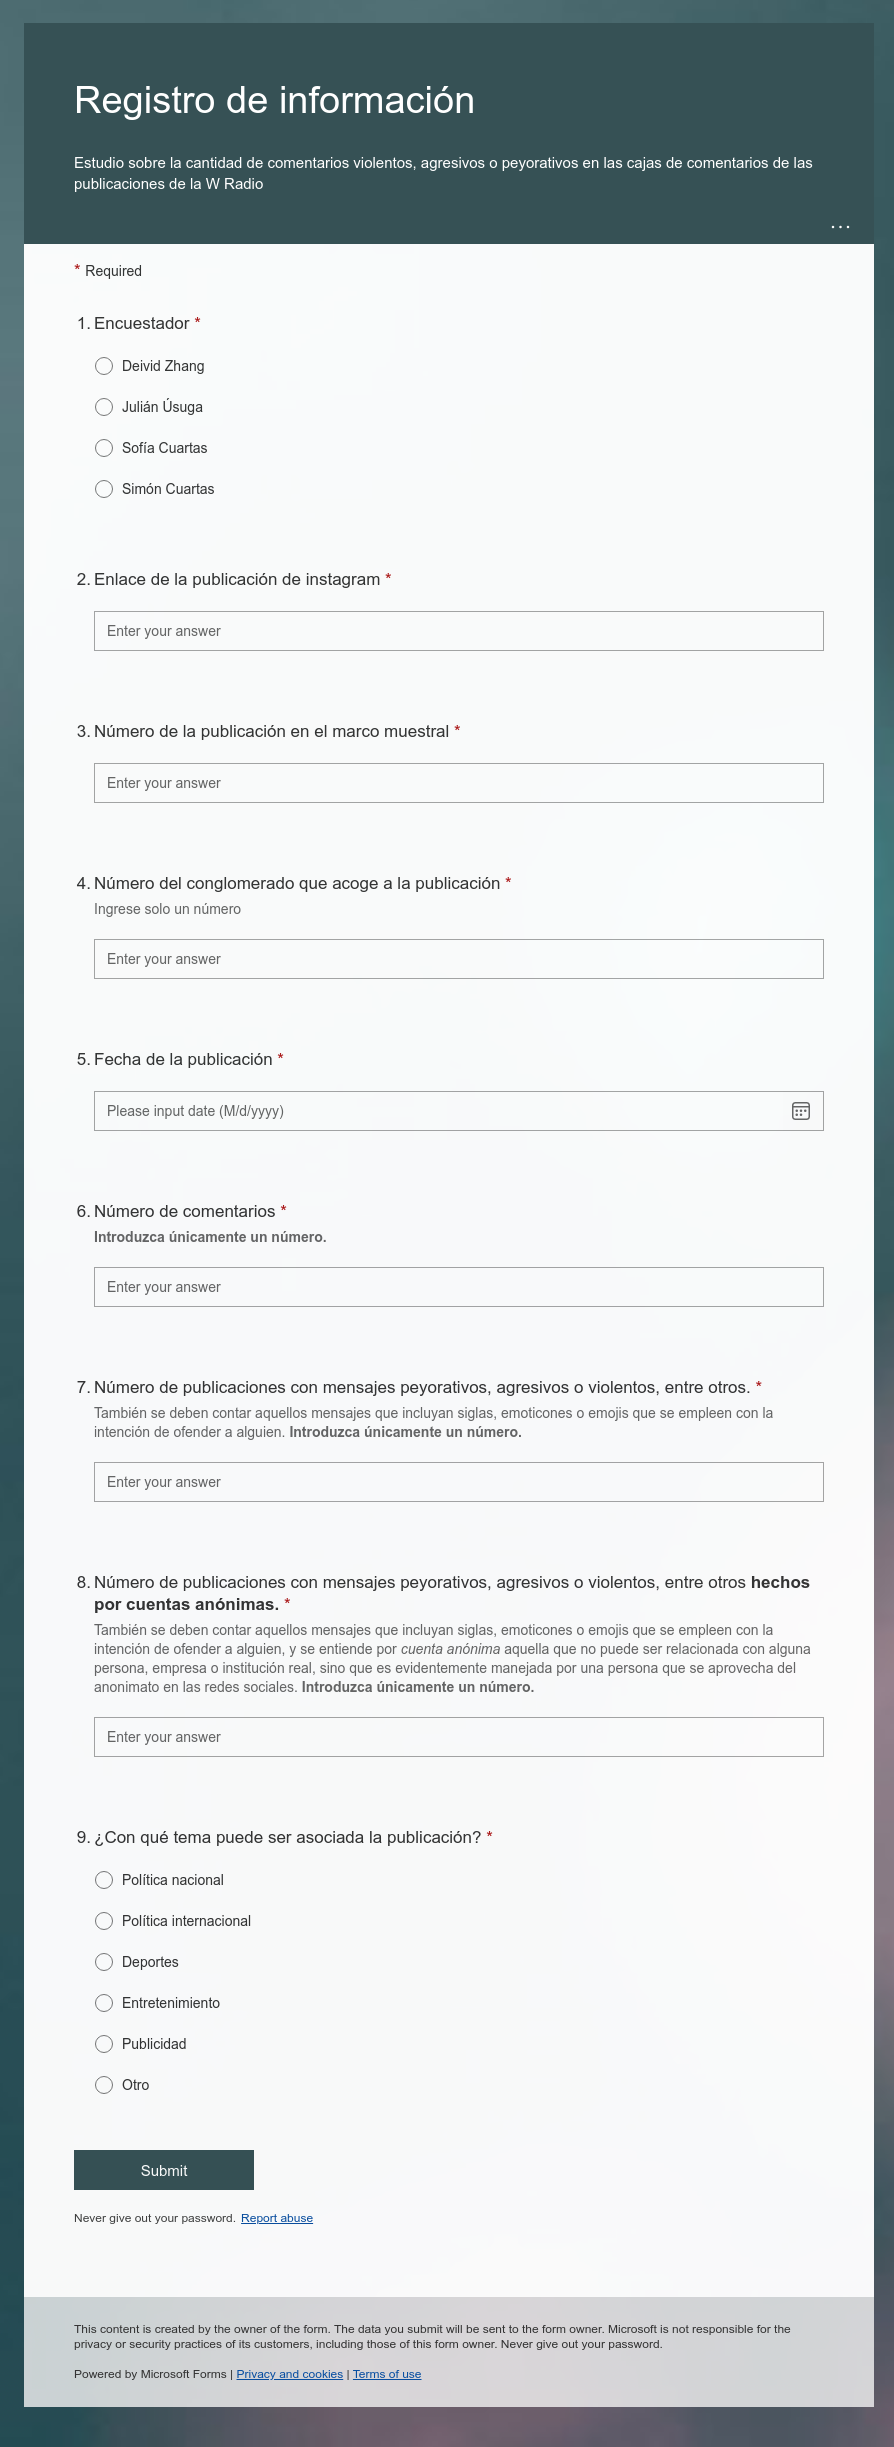 Registro de información
Estudio sobre la cantidad de comentarios violentos, agresivos o peyorativos en las cajas de comentarios de las
publicaciones de la W Radio
...
* Required
1. Encuestador *
Deivid Zhang
Julián Úsuga
Sofía Cuartas
Simón Cuartas
2. Enlace de la publicación de instagram *
Enter your answer
3. Número de la publicación en el marco muestral *
Enter your answer
4. Número del conglomerado que acoge a la publicación *
Ingrese solo un número
Enter your answer
5. Fecha de la publicación *
Please input date (M/d/yyyy)
6. Número de comentarios *
Introduzca únicamente un número.
Enter your answer
7. Número de publicaciones con mensajes peyorativos, agresivos o violentos, entre otros. *
También se deben contar aquellos mensajes que incluyan siglas, emoticones o emojis que se empleen con la
intención de ofender a alguien. Introduzca únicamente un número.
Enter your answer
8. Número de publicaciones con mensajes peyorativos, agresivos o violentos, entre otros hechos
por cuentas anónimas. *
También se deben contar aquellos mensajes que incluyan siglas, emoticones o emojis que se empleen con la
intención de ofender a alguien, y se entiende por cuenta anónima aquella que no puede ser relacionada con alguna
persona, empresa o institución real, sino que es evidentemente manejada por una persona que se aprovecha del
anonimato en las redes sociales. Introduzca únicamente un número.
Enter your answer
9. ¿Con qué tema puede ser asociada la publicación? *
Política nacional
Política internacional
Deportes
Entretenimiento
Publicidad
Otro
Submit
Never give out your password. Report abuse
This content is created by the owner of the form. The data you submit will be sent to the form owner. Microsoft is not responsible for the
privacy or security practices of its customers, including those of this form owner. Never give out your password.
Powered by Microsoft Forms | Privacy and cookies | Terms of use